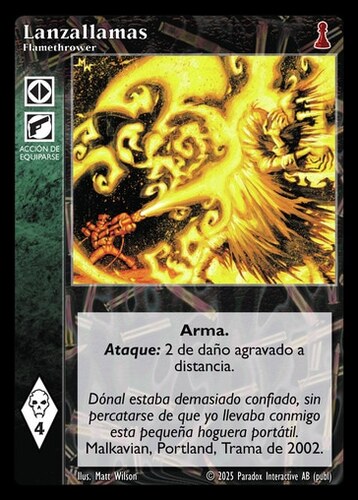 Lanzallamas
Flamethrower
ACCIÓN DE
EQUIPARSE
Arma.
Ataque: 2 de daño agravado a
distancia.
Dónal estaba demasiado confiado, sin
percatarse de que yo llevaba conmigo
esta pequeña hoguera portátil.
Malkavian, Portland, Trama de 2002.
4
Ilus. Matt Wilson
© 2025 Paradox Interactive AB (publ)